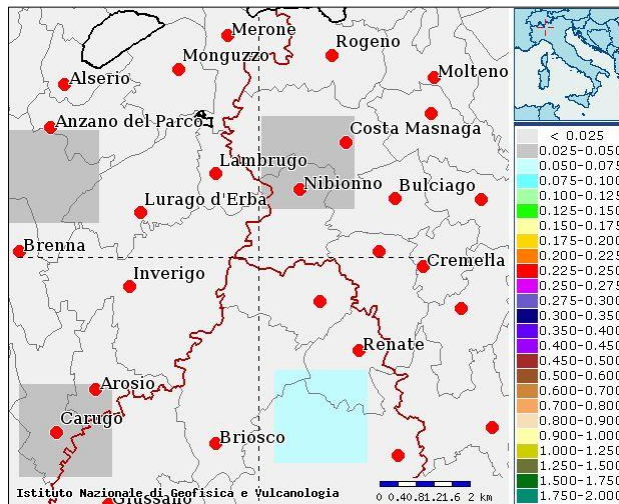 Merone
Rogeno
Monguzzo
Molteno
Alserio
Anzano del Parco
Costa Masnaga
Lambrugo
Nibionno
Bulciago
Lurago d'Erba
Brenna
Cremella
Inverigo
Renate
Arosio
Carugo
Briosco
Giussano
Istituto Nazionale di Geofisica e Vulcanologia
0 0.40.81.21.6 2 km
< 0.025
0.025-0.050
0.050-0.075
0.075-0.100
0.100-0.125
0.125-0.150
0.150-0.175
0.175-0.200
0.200-0.225
0.225-0.250
0.250-0.275
0.275-0.300
0.300-0.350
0.350-0.400
0.400-0.450
0.450-0.500
0.500-0.600
0.600-0.700
0.700-0.800
0.800-0.900
0.900-1.000
1.000-1.250
1.250-1.500
1.500-1.750
1.750-2.000